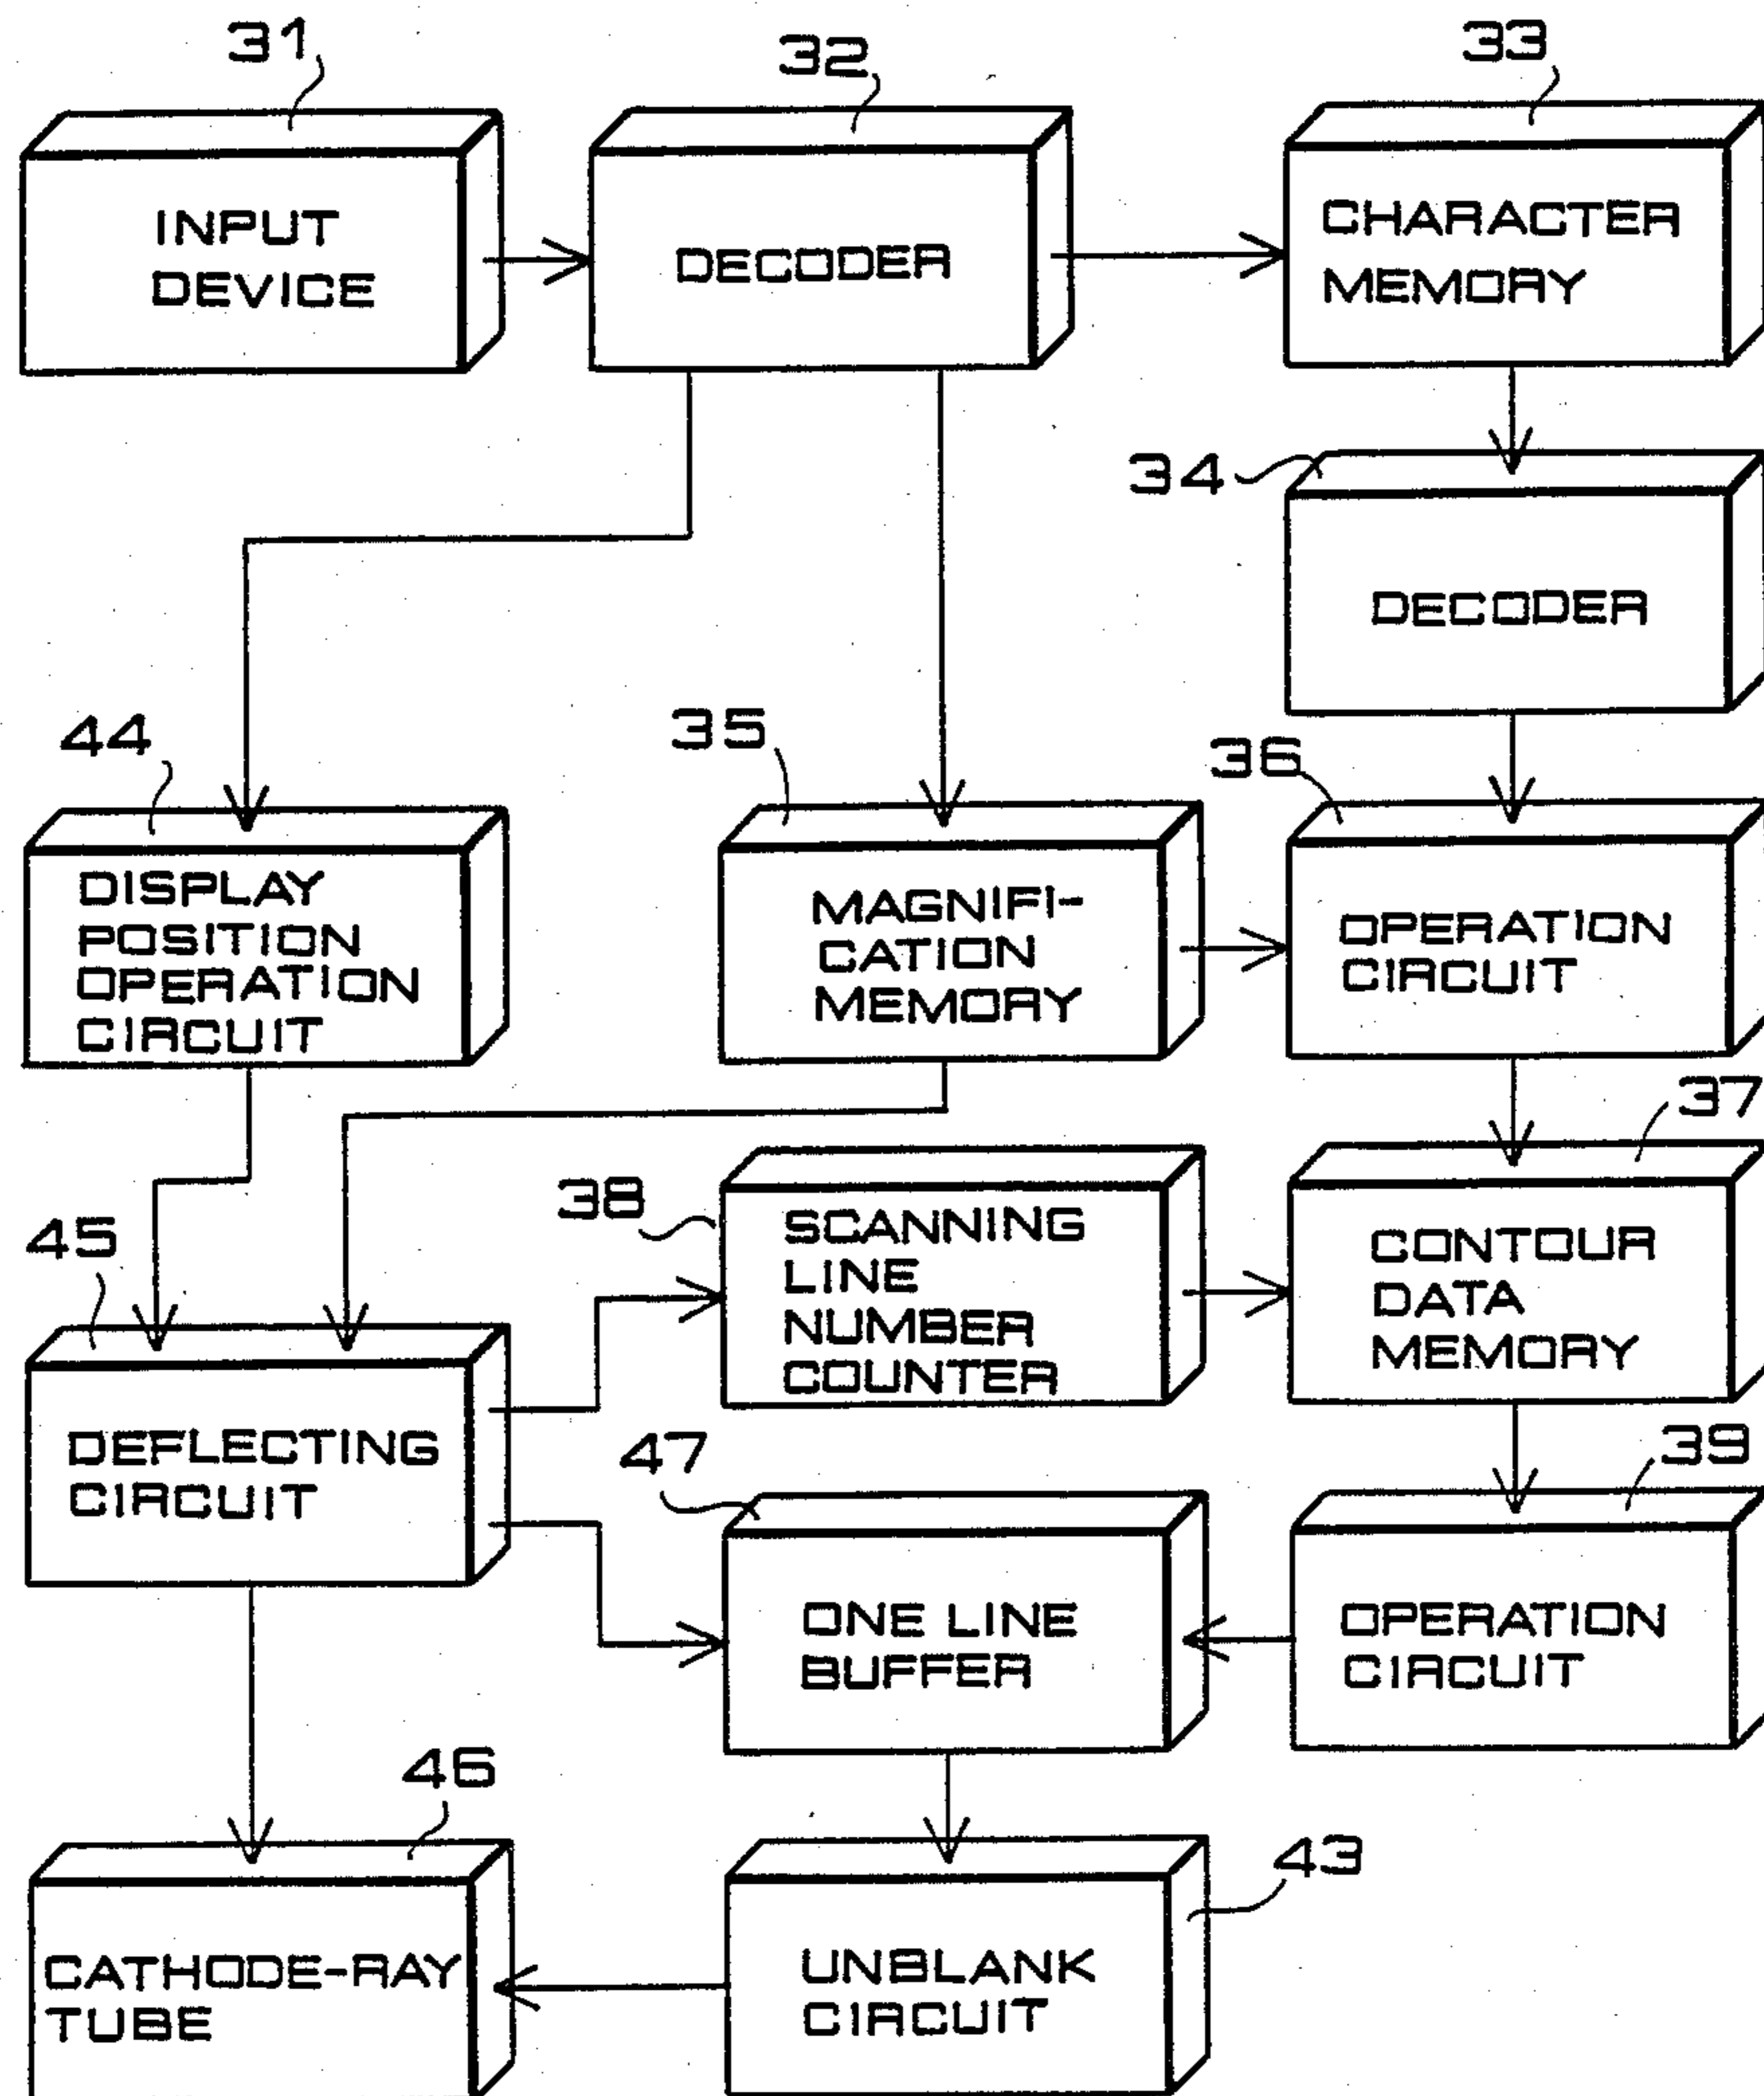 31
32
33
INPUT
DEVICE
DECODER
CHARACTER
MEMORY
34
DECODER
44
35
36
DISPLAY
POSITION
OPERATION
CIRCUIT
MAGNIFI-
CATION
MEMORY
OPERATION
CIRCUIT
37
38
45
SCANNING
LINE
NUMBER
COUNTER
CONTOUR
DATA
MEMORY
DEFLECTING
CIRCUIT
47
39
ONE LINE
BUFFER
OPERATION
CIRCUIT
46
43
CATHODE-RAY
TUBE
UNBLANK
CIRCUIT